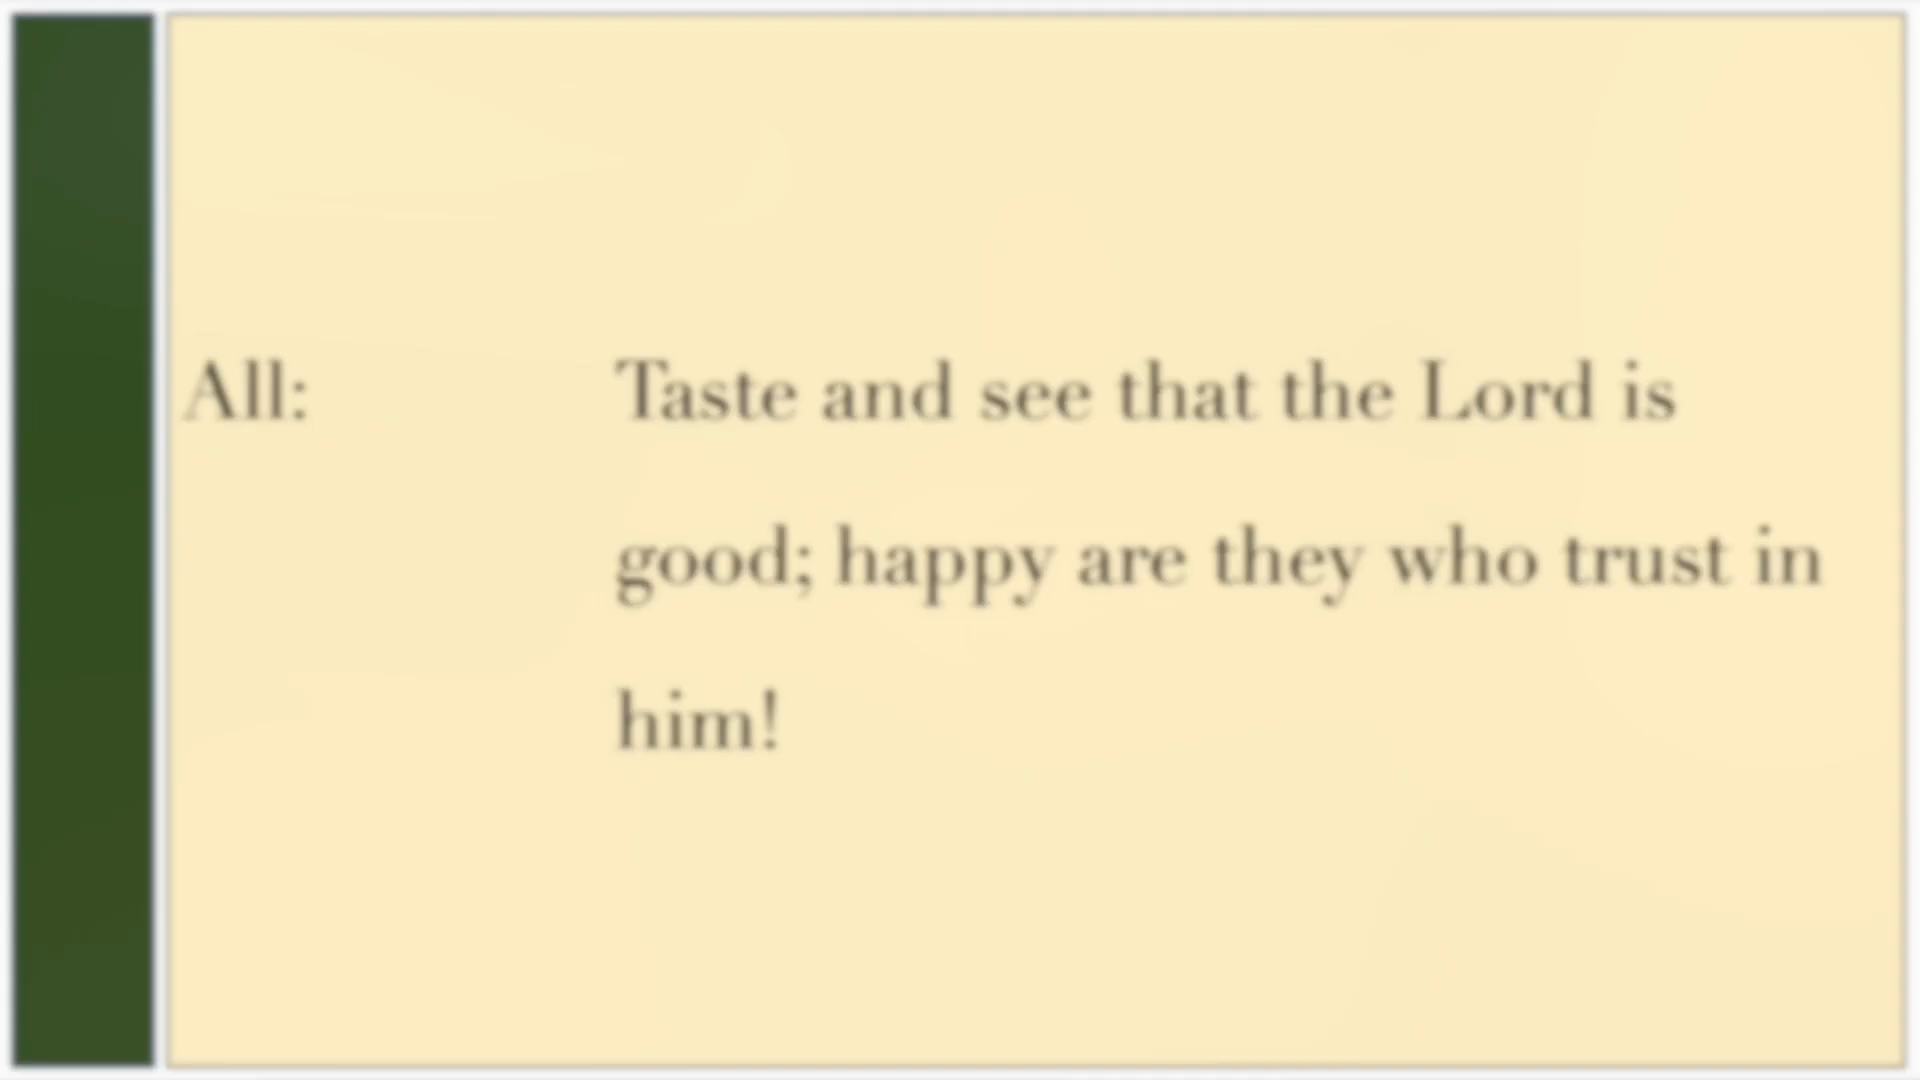 All: Taste and see that the Lord is
good; happy are they who trust in
him!